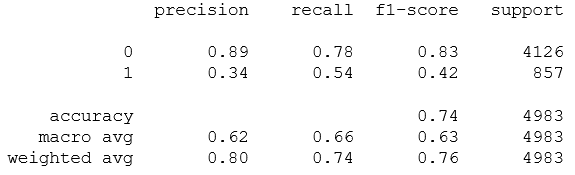 precision recall f1-score support
0 0.89 0.78 0.83 4126
1 0.34 0.54 0.42 857
accuracy 0.74 4983
macro avg 0.62 0.66 0.63 4983
weighted avg 0.80 0.74 0.76 4983